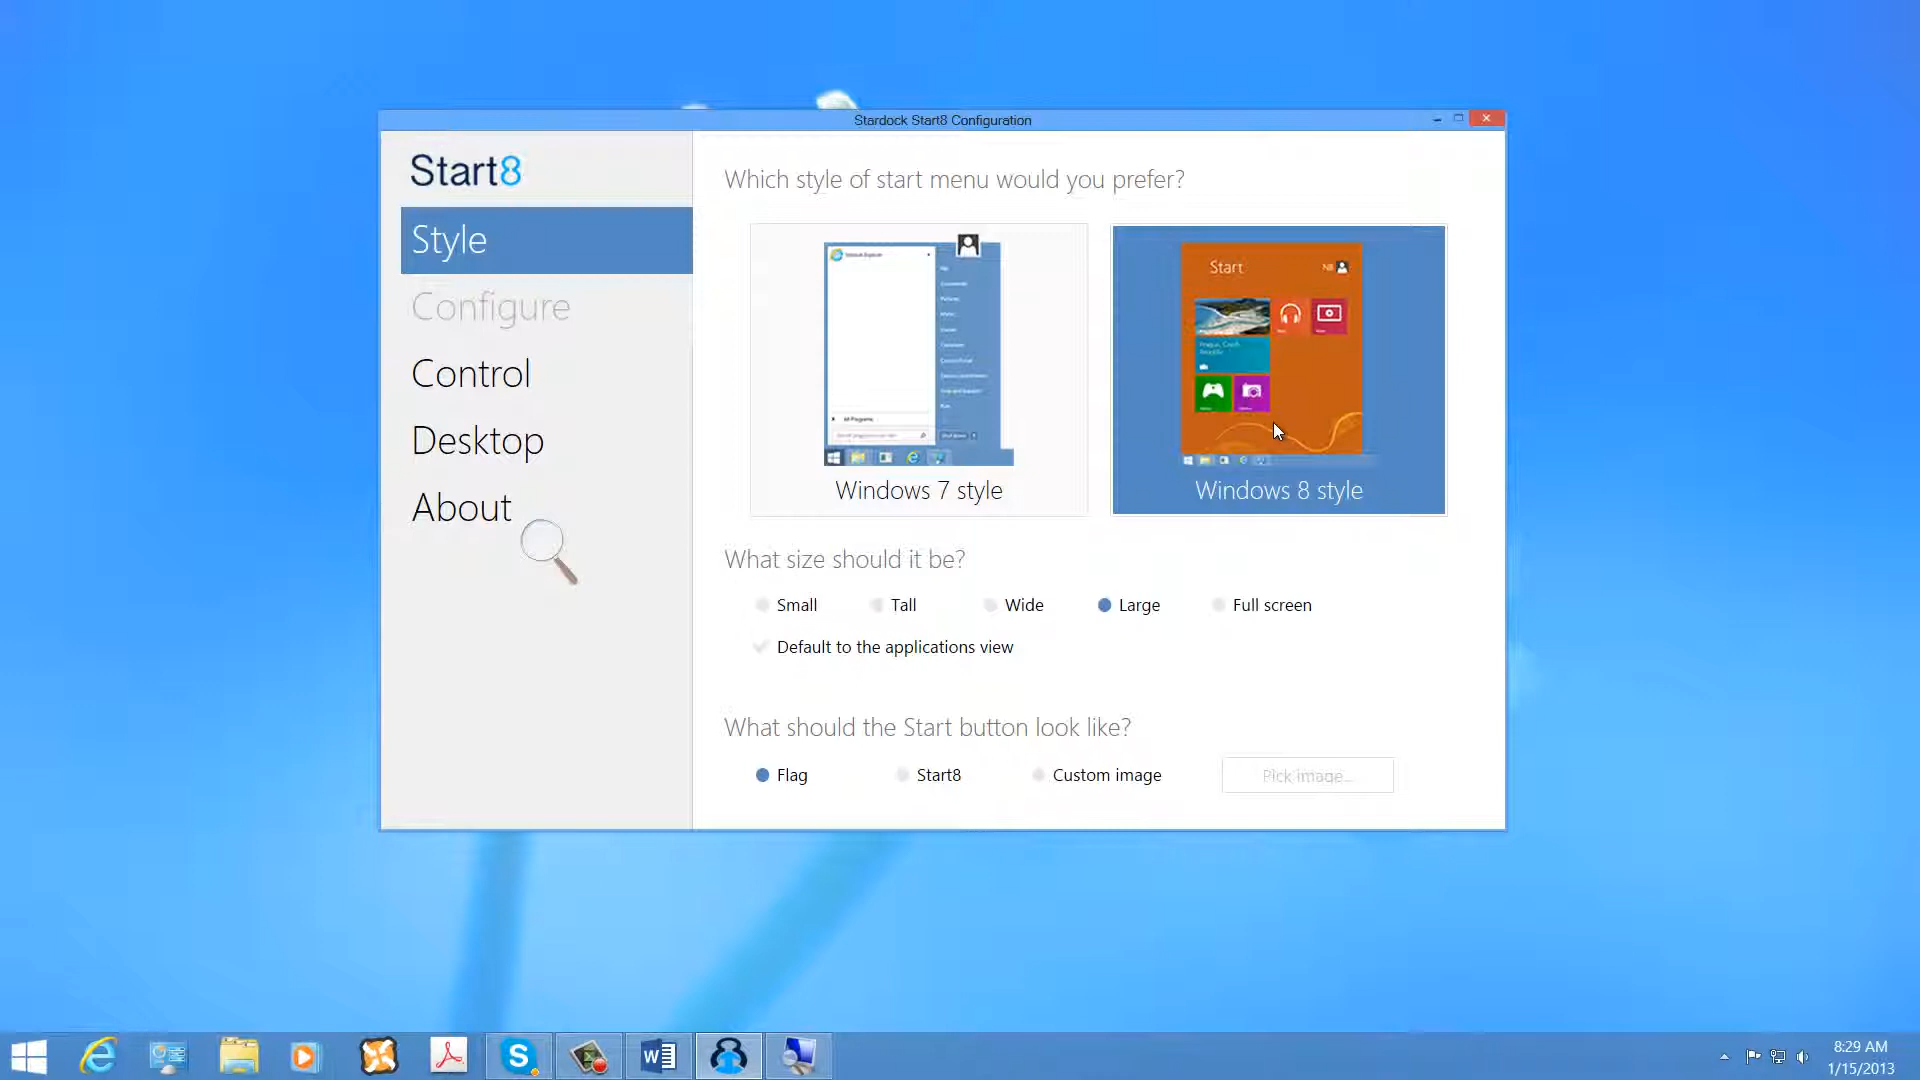 Stardock Start8 Configuration
Start8
Style
Configure
Control
Desktop
About
Which style of start menu would you prefer?
All Programs
Windows 7 style
Start
Windows 8 style
What size should it be?
Small Tall Wide Large Full screen
Default to the applications view
What should the Start button look like?
Flag Start8 Custom image Pick image...
8:29 AM
1/15/2013